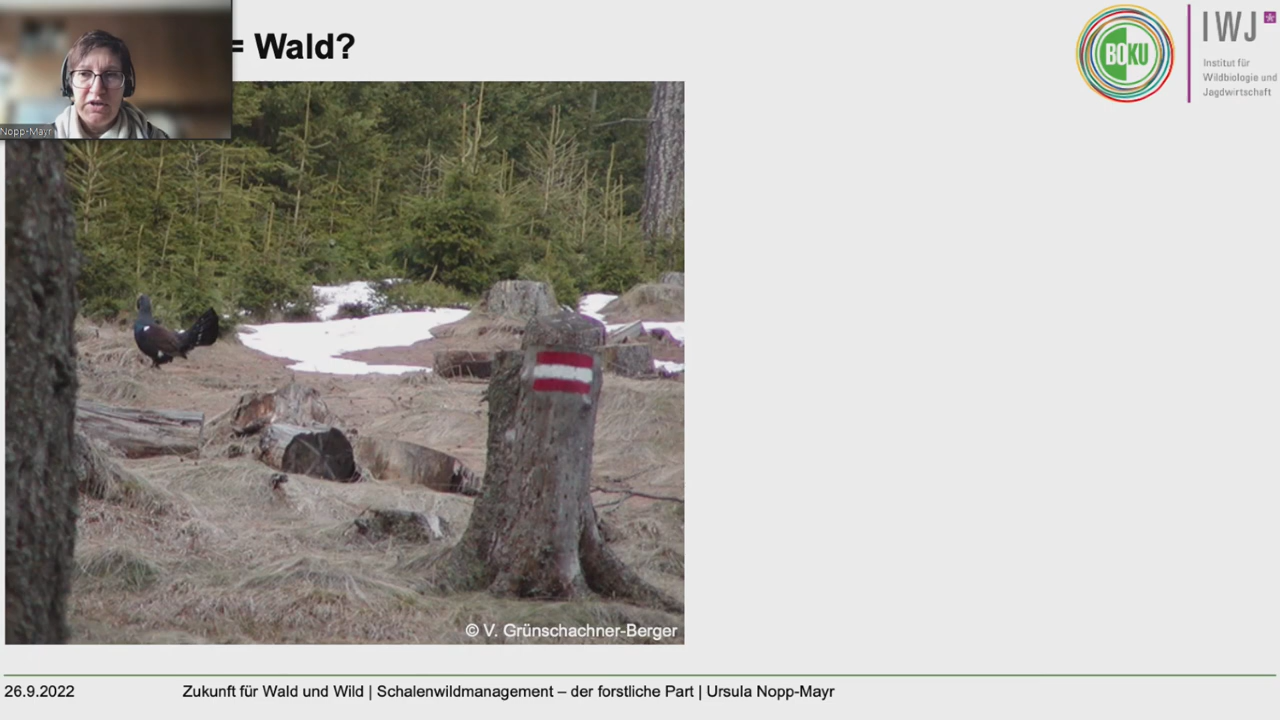 = Wald?
Nopp-Mayr
BOKU
IWJ
Institut für
Wildbiologie und
Jagdwirtschaft
© V. Grünschachner-Berger
26.9.2022 Zukunft für Wald und Wild | Schalenwildmanagement – der forstliche Part | Ursula Nopp-Mayr